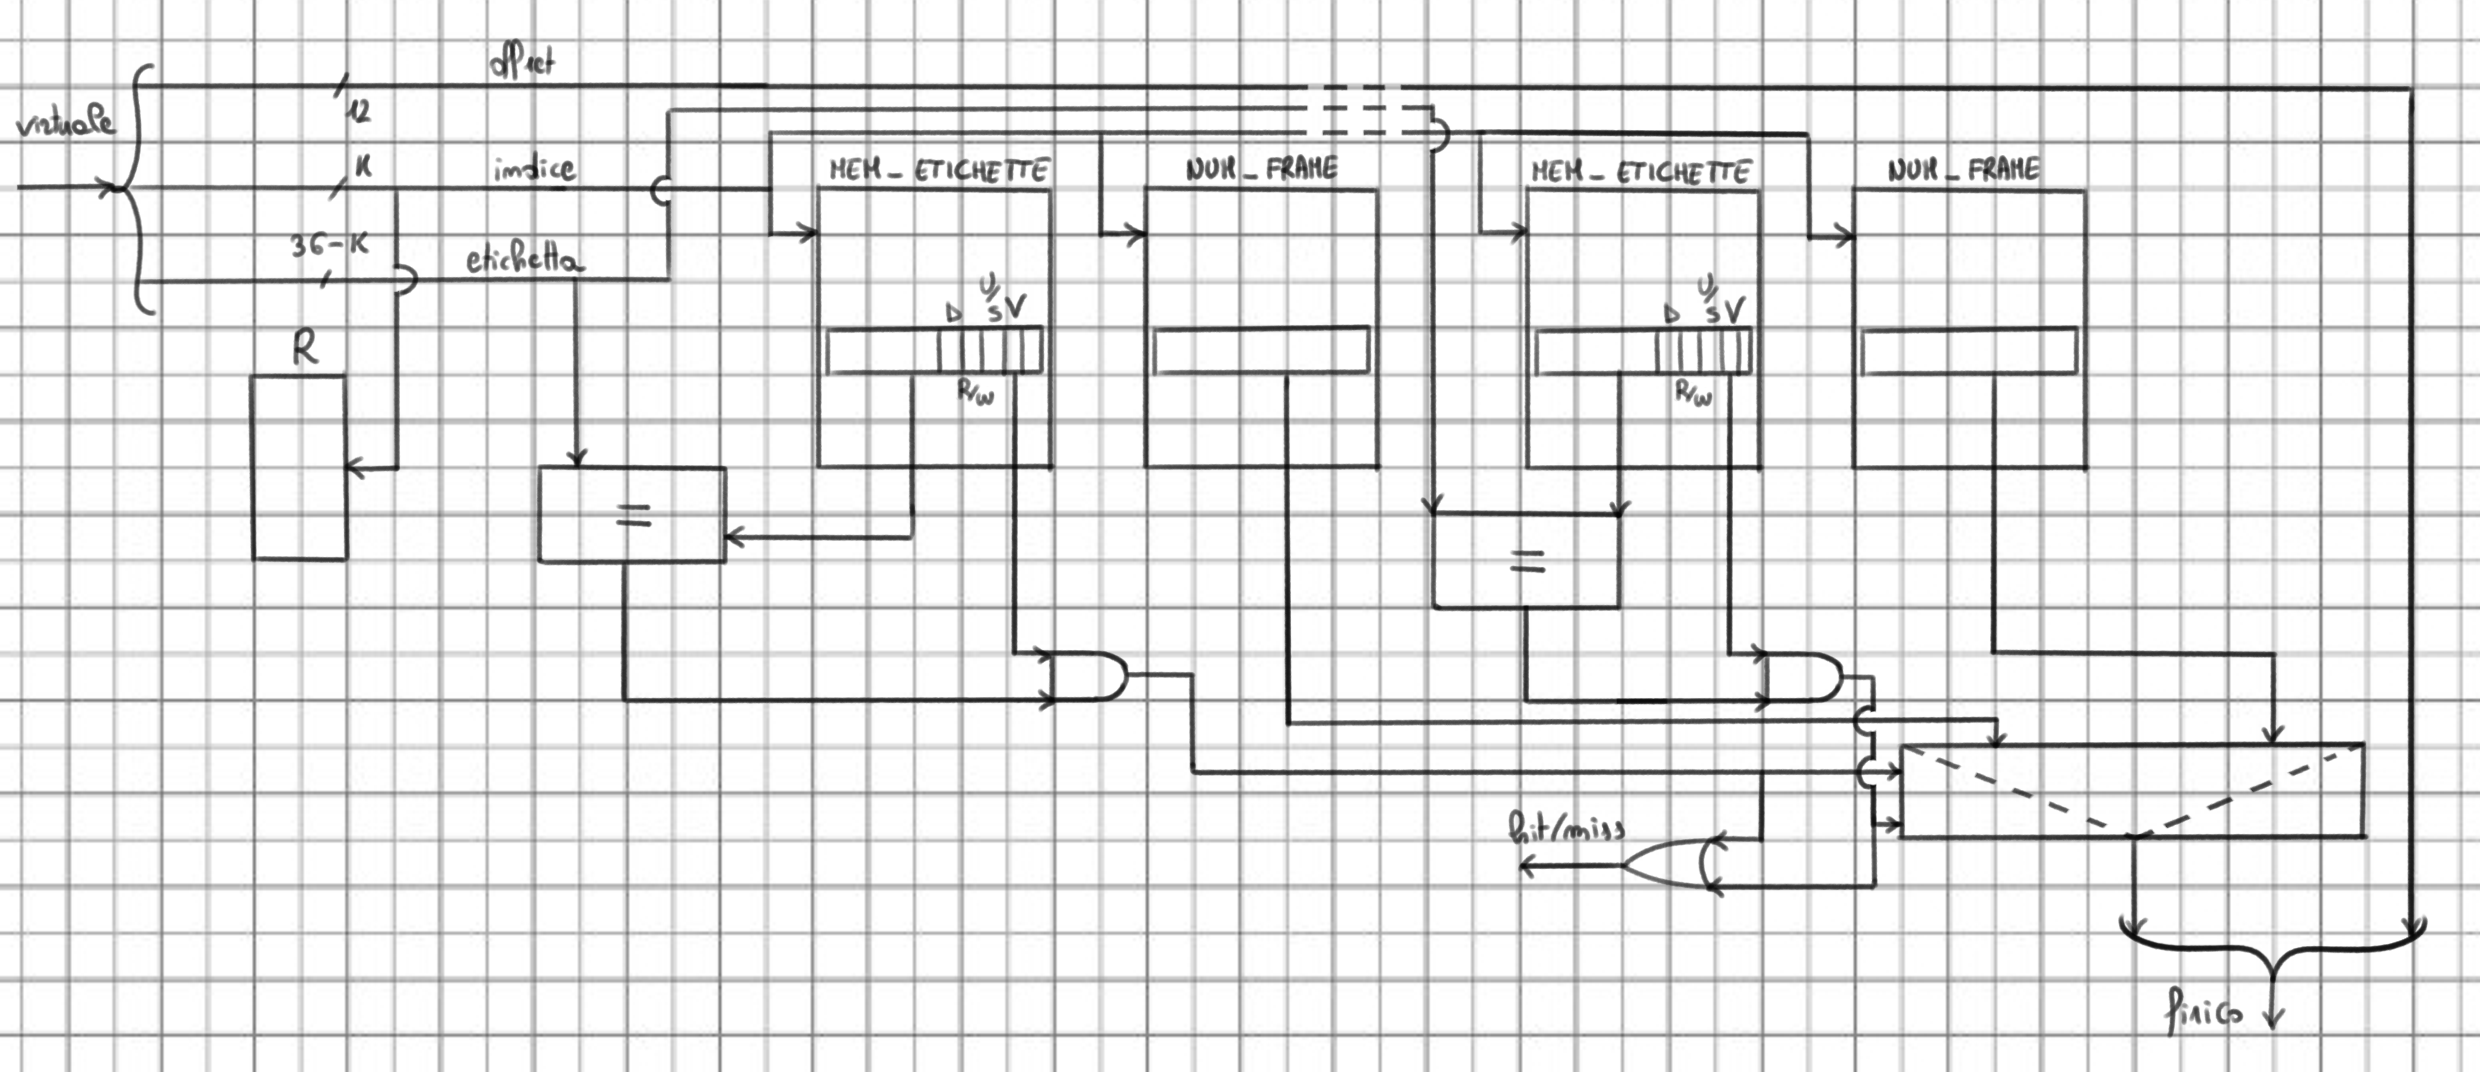 offset
12
virtuale
K
indice
MEM_ETICHETTE
NUM_FRAME
MEM_ETICHETTE
NUM_FRAME
36-K
etichetta
D U/S V
D U/S V
R
R/W
R/W
=
=
hit/miss
fisico